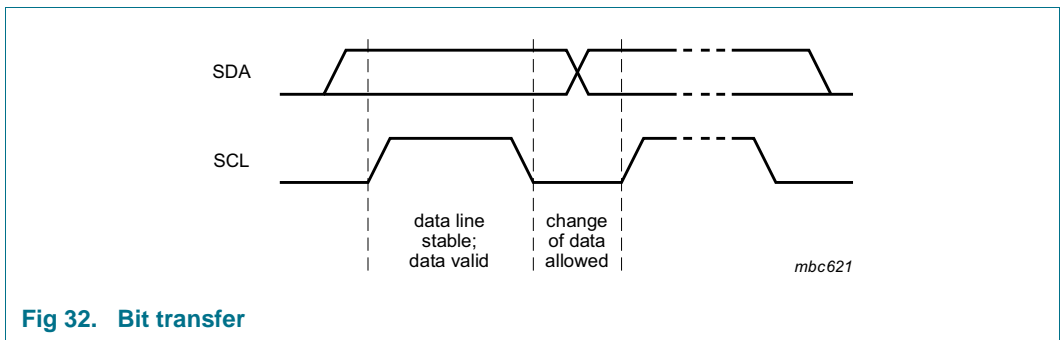 SDA
SCL
data line
stable;
data valid
change
of data
allowed
mbc621
Fig 32. Bit transfer